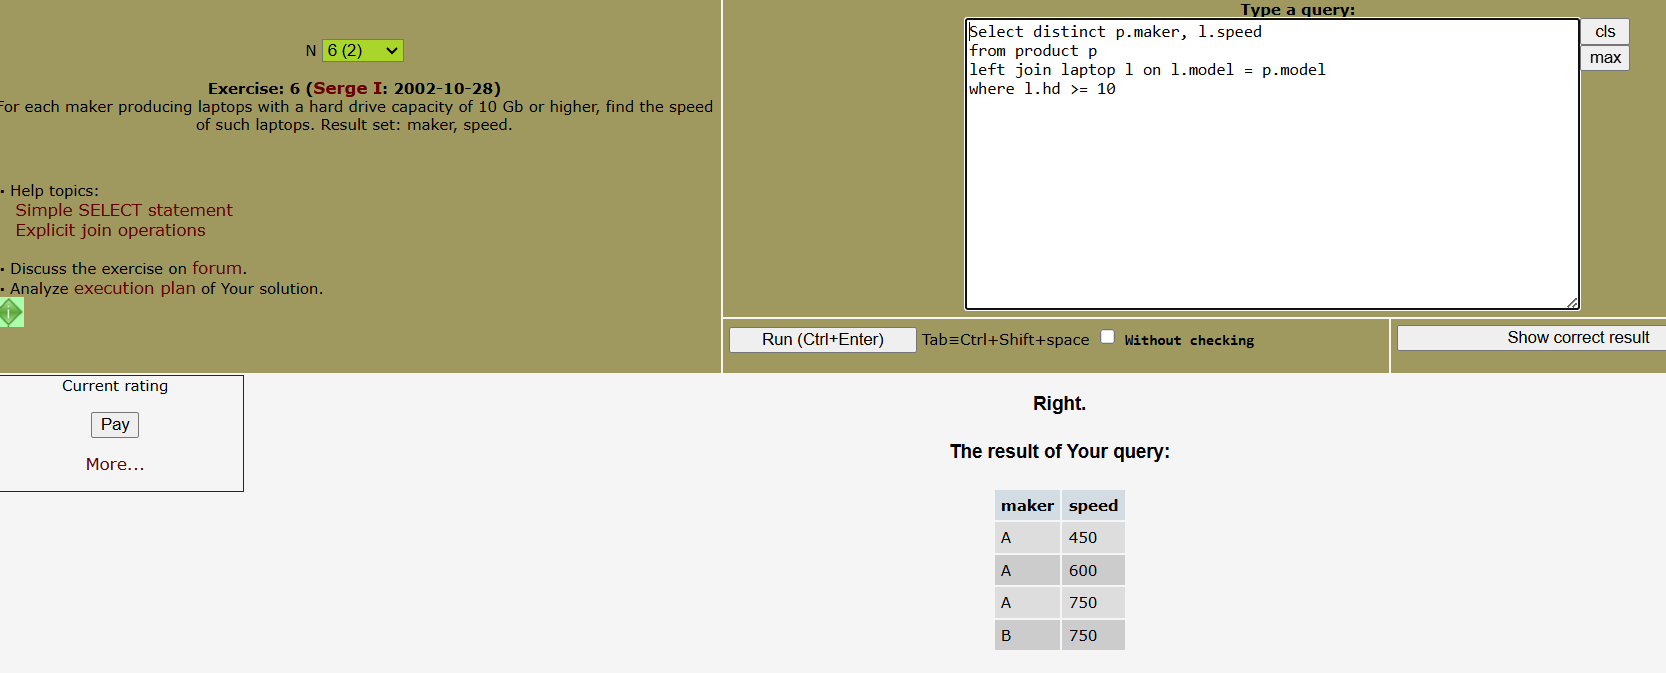 N 6 (2)
Exercise: 6 (Serge I: 2002-10-28)
For each maker producing laptops with a hard drive capacity of 10 Gb or higher, find the speed
of such laptops. Result set: maker, speed.
· Help topics:
Simple SELECT statement
Explicit join operations
· Discuss the exercise on forum.
· Analyze execution plan of Your solution.
Type a query:
Select distinct p.maker, l.speed
from product p
left join laptop l on l.model = p.model
where l.hd >= 10
cls
max
Run (Ctrl+Enter) Tab≡Ctrl+Shift+space Without checking
Show correct result
Current rating
Pay
More...
Right.
The result of Your query:
maker speed
A 450
A 600
A 750
B 750